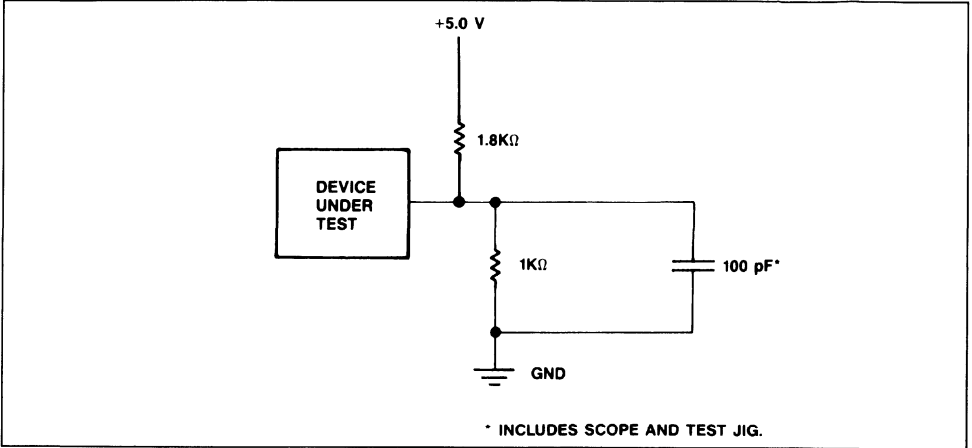 +5.0 V
1.8KΩ
DEVICE
UNDER
TEST
1KΩ
100 pF*
GND
* INCLUDES SCOPE AND TEST JIG.